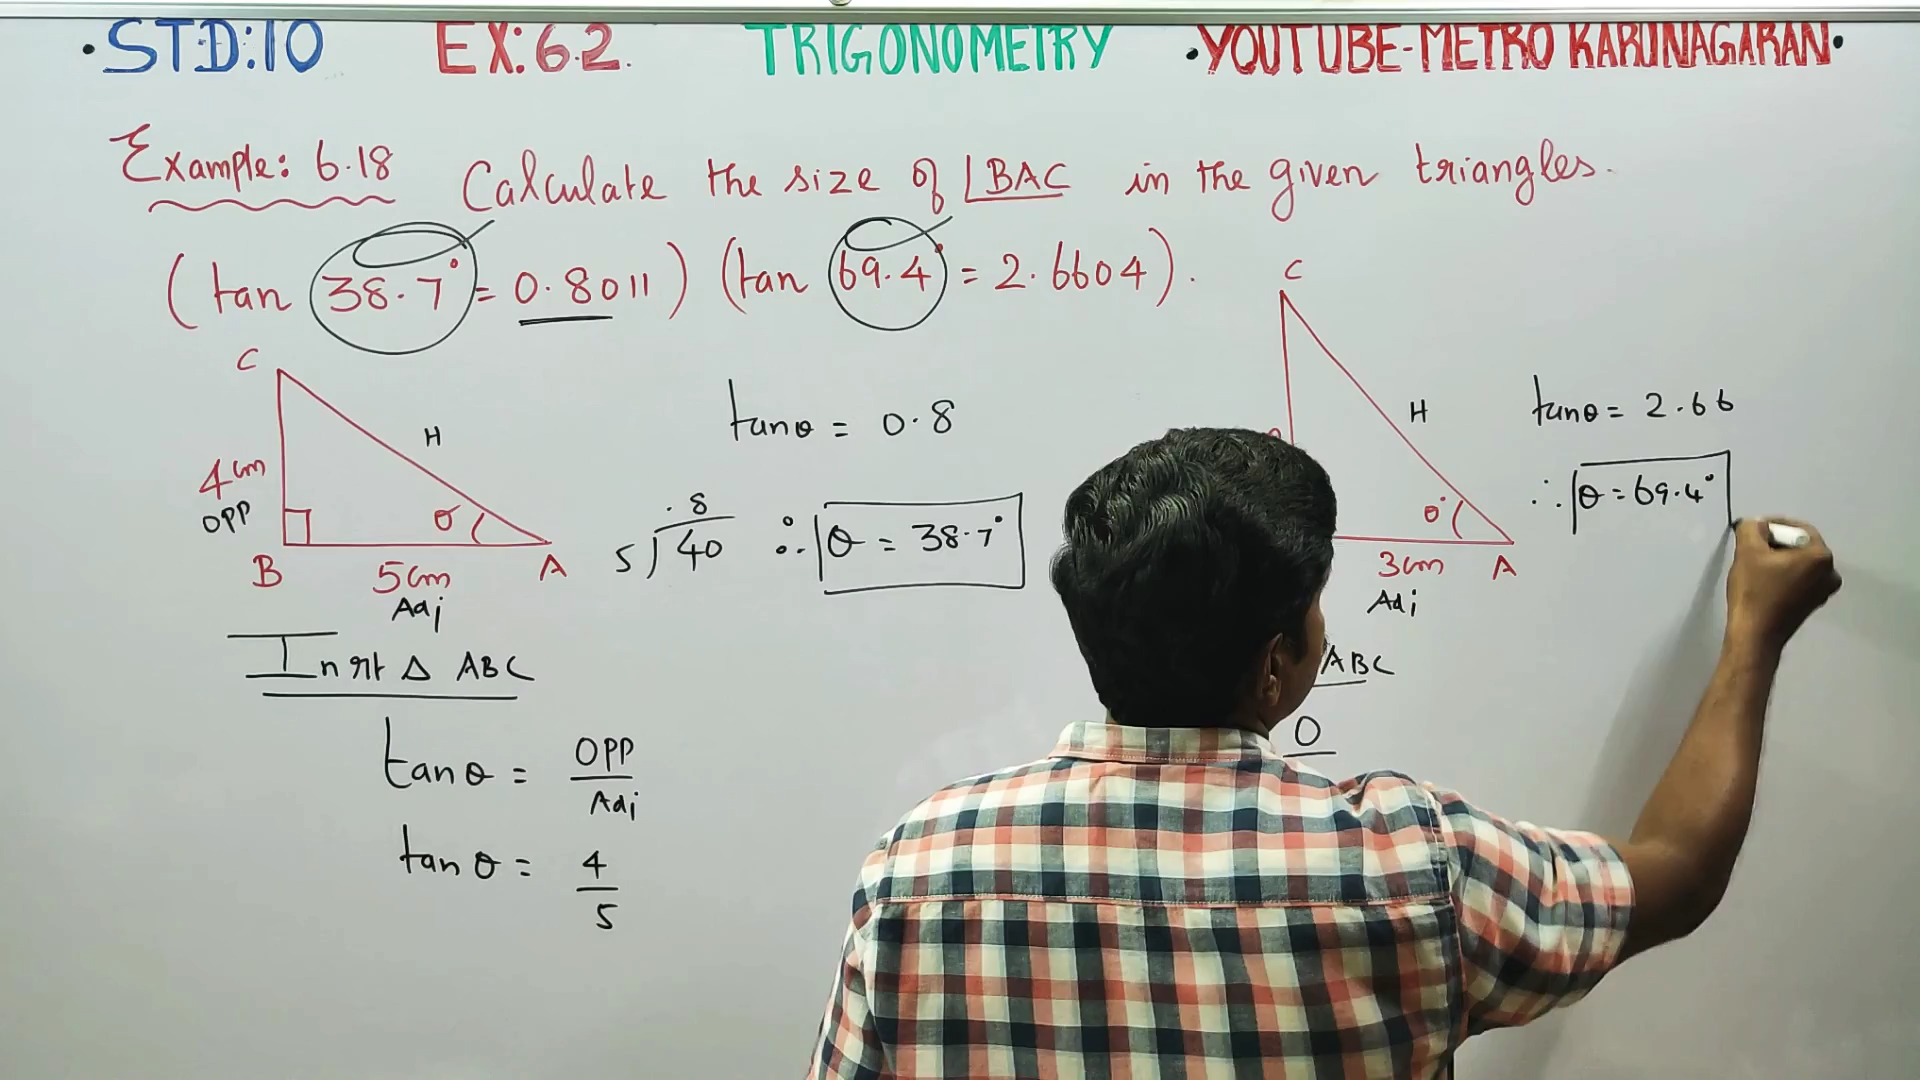 •STD:10 EX:6.2. TRIGONOMETRY •YOUTUBE-METRO KARUNAGARAN•
Example: 6.18 Calculate the size of ∠BAC in the given triangles.
(tan 38.7° = 0.8011) (tan 69.4° = 2.6604).
C
H
4cm
OPP
θ
B
5cm
A
Adj
In rt Δ ABC
tanθ = OPP
Adj
tanθ = 4
5
tanθ = 0.8
.8
5)40
∴ θ = 38.7°
C
H
θ
3cm
A
Adj
ABC
O
tanθ = 2.66
∴ θ = 69.4°